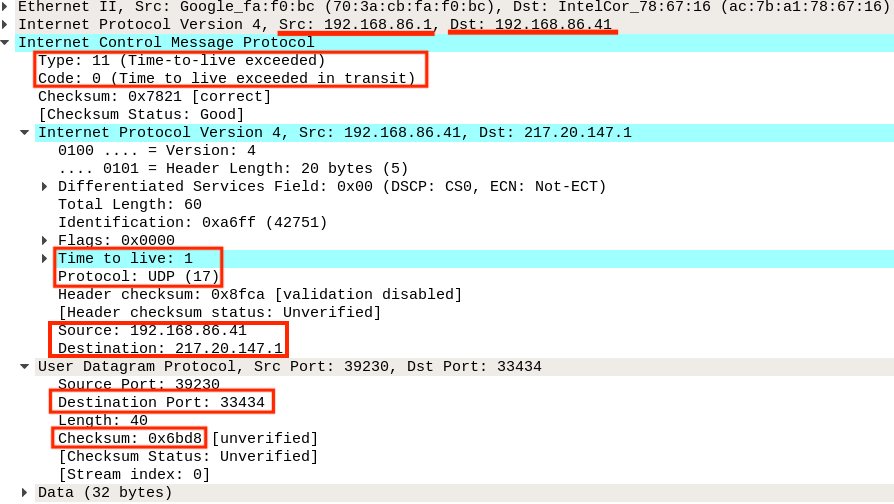 Ethernet II, Src: Google_fa:f0:bc (70:3a:cb:fa:f0:bc), Dst: IntelCor_78:67:16 (ac:7b:a1:78:67:16)
Internet Protocol Version 4, Src: 192.168.86.1, Dst: 192.168.86.41
Internet Control Message Protocol
Type: 11 (Time-to-live exceeded)
Code: 0 (Time to live exceeded in transit)
Checksum: 0x7821 [correct]
[Checksum Status: Good]
Internet Protocol Version 4, Src: 192.168.86.41, Dst: 217.20.147.1
0100 .... = Version: 4
.... 0101 = Header Length: 20 bytes (5)
Differentiated Services Field: 0x00 (DSCP: CS0, ECN: Not-ECT)
Total Length: 60
Identification: 0xa6ff (42751)
Flags: 0x0000
Time to live: 1
Protocol: UDP (17)
Header checksum: 0x8fca [validation disabled]
[Header checksum status: Unverified]
Source: 192.168.86.41
Destination: 217.20.147.1
User Datagram Protocol, Src Port: 39230, Dst Port: 33434
Source Port: 39230
Destination Port: 33434
Length: 40
Checksum: 0x6bd8 [unverified]
[Checksum Status: Unverified]
[Stream index: 0]
Data (32 bytes)